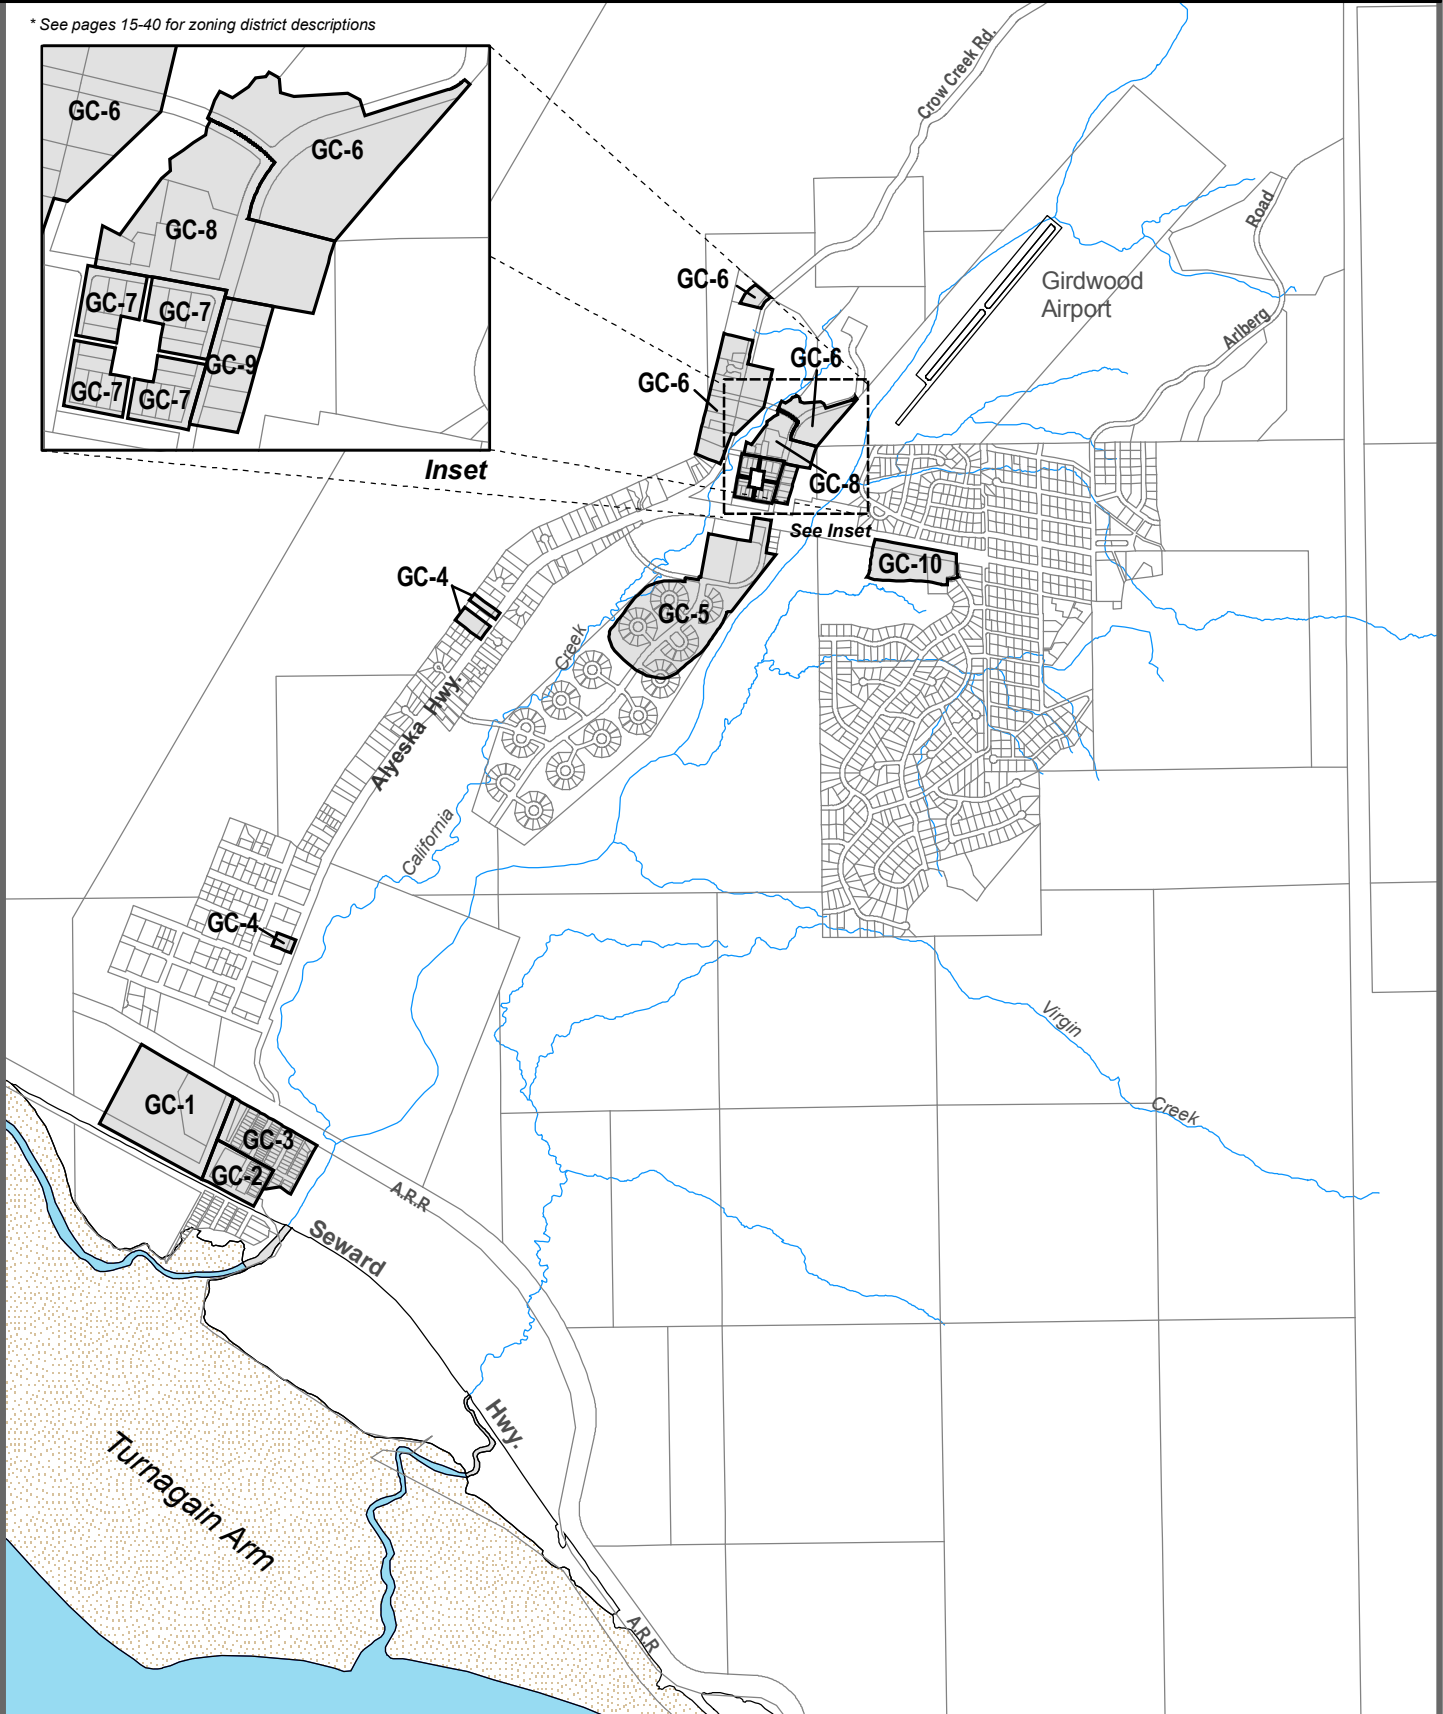 * See pages 15-40 for zoning district descriptions
GC-6
GC-6
GC-8
GC-7
GC-7
GC-9
GC-7
GC-7
Inset
Crow Creek Rd.
Road
Arlberg
Girdwood
Airport
GC-6
GC-6
GC-6
GC-8
See Inset
GC-10
GC-4
GC-5
Creek
Alyeska Hwy.
California
GC-4
Virgin
Creek
GC-1
GC-3
GC-2
A.R.R
Seward
Hwy.
Turnagain Arm
A.R.R